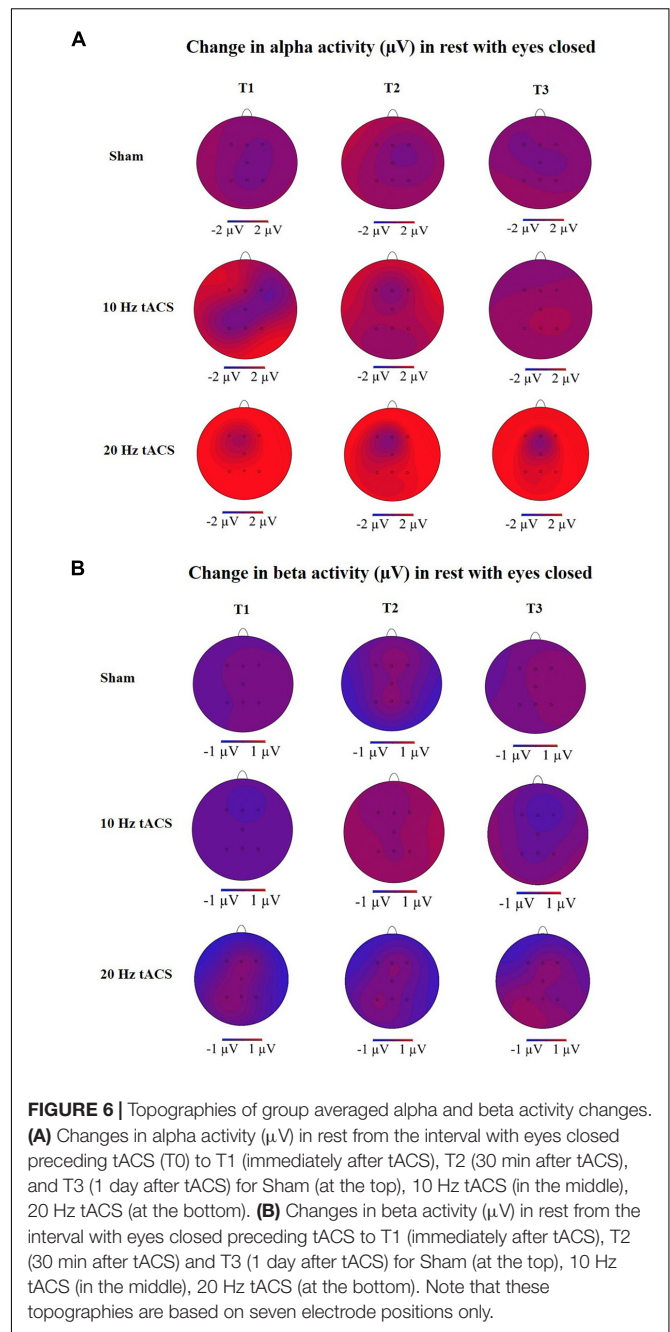 A
Change in alpha activity (μV) in rest with eyes closed
T1 T2 T3
Sham
-2 μV 2 μV -2 μV 2 μV -2 μV 2 μV
10 Hz tACS
-2 μV 2 μV -2 μV 2 μV -2 μV 2 μV
20 Hz tACS
-2 μV 2 μV -2 μV 2 μV -2 μV 2 μV
B
Change in beta activity (μV) in rest with eyes closed
T1 T2 T3
Sham
-1 μV 1 μV -1 μV 1 μV -1 μV 1 μV
10 Hz tACS
-1 μV 1 μV -1 μV 1 μV -1 μV 1 μV
20 Hz tACS
-1 μV 1 μV -1 μV 1 μV -1 μV 1 μV
FIGURE 6 | Topographies of group averaged alpha and beta activity changes.
(A) Changes in alpha activity (μV) in rest from the interval with eyes closed
preceding tACS (T0) to T1 (immediately after tACS), T2 (30 min after tACS),
and T3 (1 day after tACS) for Sham (at the top), 10 Hz tACS (in the middle),
20 Hz tACS (at the bottom). (B) Changes in beta activity (μV) in rest from the
interval with eyes closed preceding tACS to T1 (immediately after tACS), T2
(30 min after tACS) and T3 (1 day after tACS) for Sham (at the top), 10 Hz
tACS (in the middle), 20 Hz tACS (at the bottom). Note that these
topographies are based on seven electrode positions only.